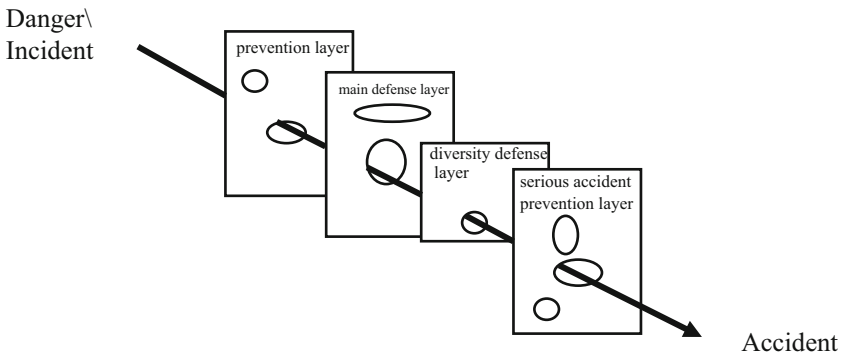 Danger\
Incident
prevention layer
main defense layer
diversity defense
layer
serious accident
prevention layer
Accident